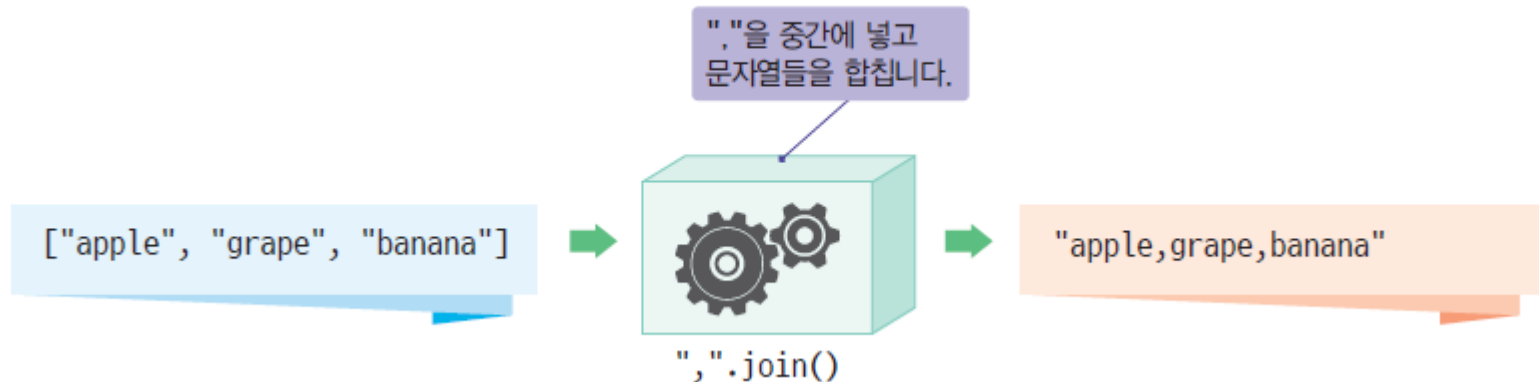 ","을 중간에 넣고
문자열들을 합칩니다.
["apple", "grape", "banana"]
"apple,grape,banana"
",".join()